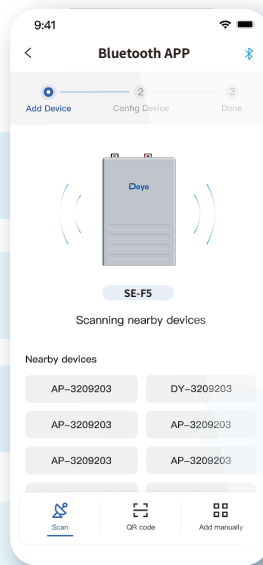 9:41
Bluetooth APP
2
3
Add Device
Config Device
Done
Deye
SE-F5
Scanning nearby devices
Nearby devices
AP-3209203
DY-3209203
AP-3209203
AP-3209203
AP-3209203
AP-3209203
Scan
QR code
Add manually